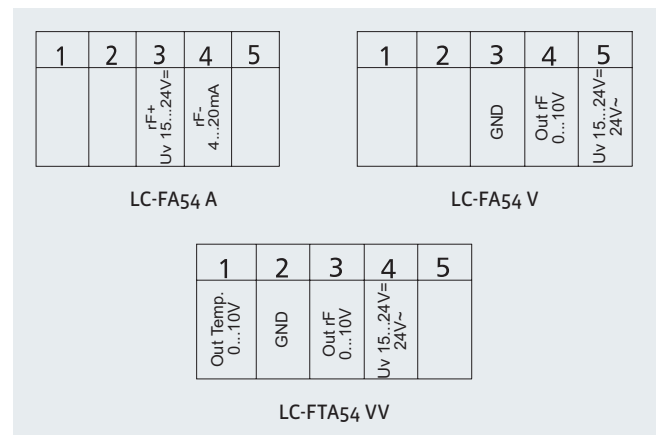 1 2 3 4 5
rF+
Uv 15...24V=
rF-
4...20mA
LC-FA54 A
1 2 3 4 5
GND
Out rF
0...10V
Uv 15...24V=
24V~
LC-FA54 V
1 2 3 4 5
Out Temp.
0...10V
GND
Out rF
0...10V
Uv 15...24V=
24V~
LC-FTA54 VV